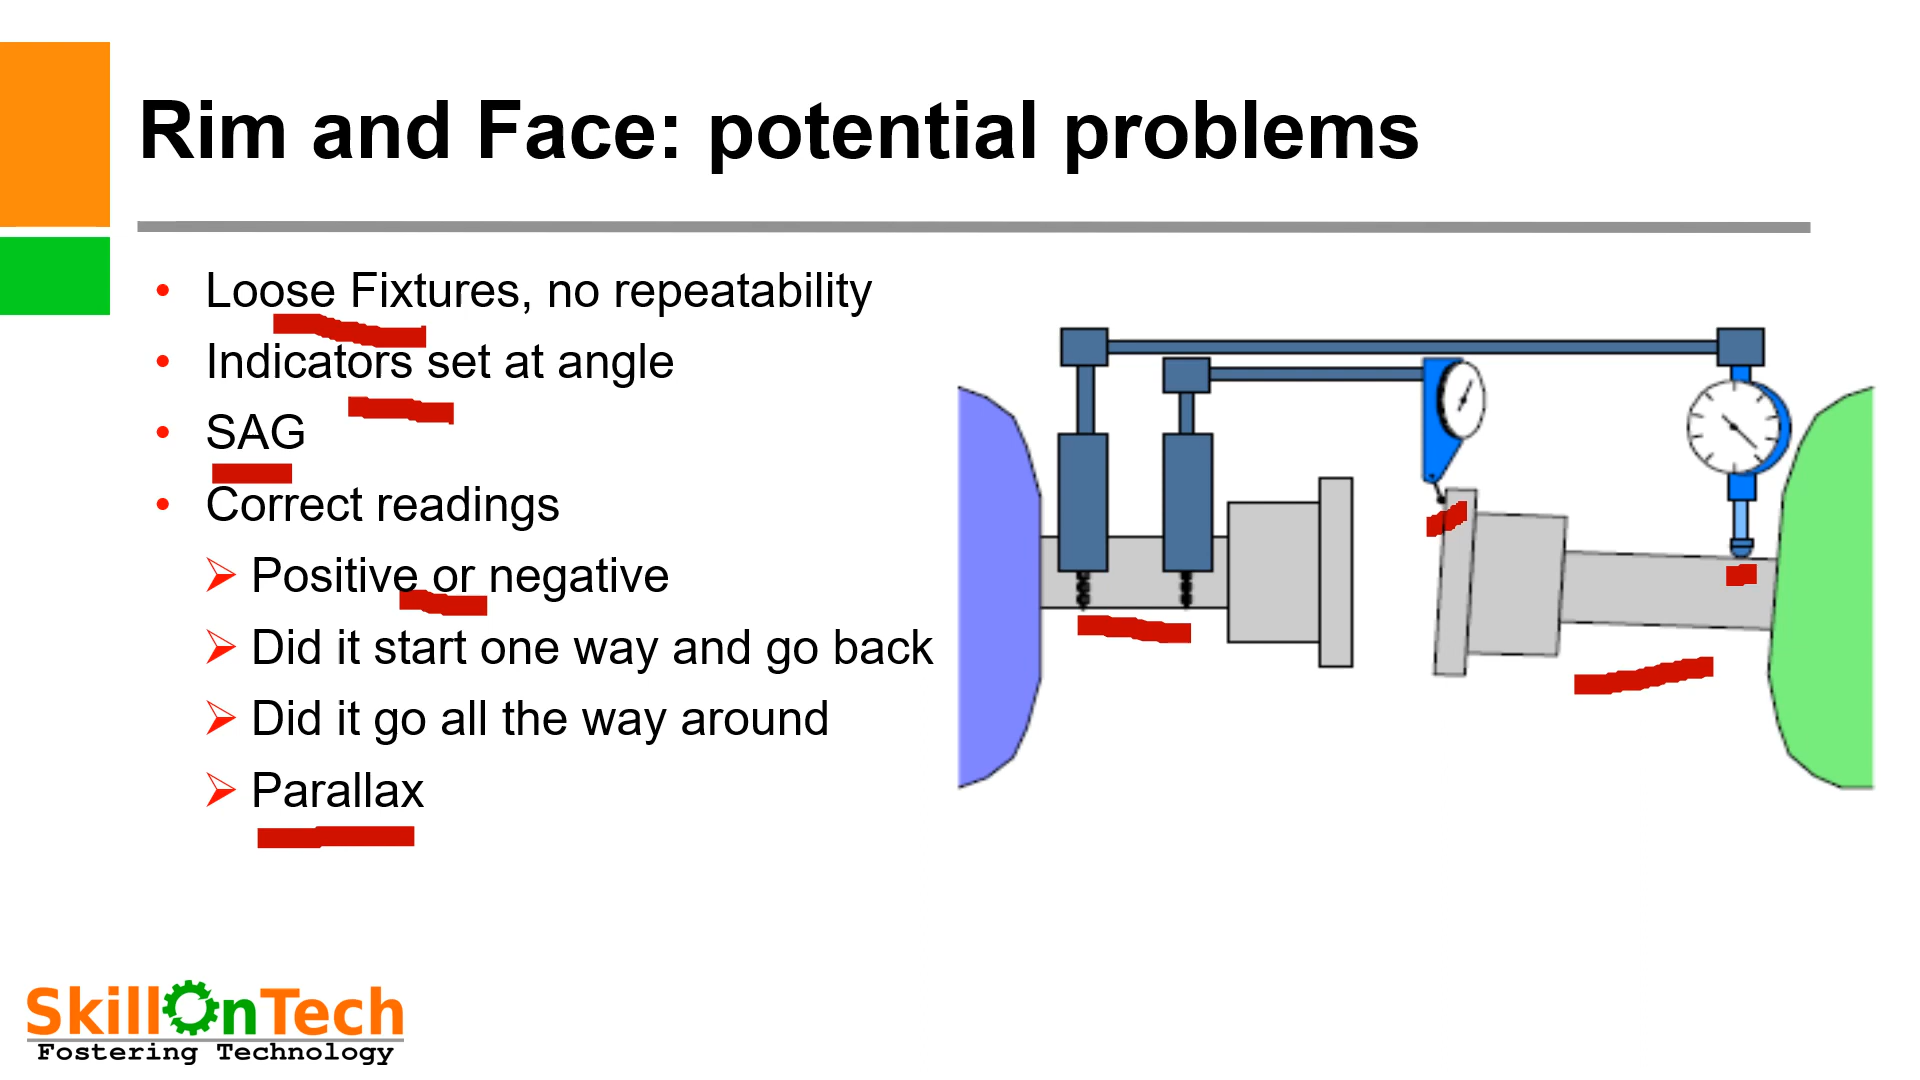 Rim and Face: potential problems
• Loose Fixtures, no repeatability
• Indicators set at angle
• SAG
• Correct readings
➢ Positive or negative
➢ Did it start one way and go back
➢ Did it go all the way around
➢ Parallax
SkillOnTech
Fostering Technology